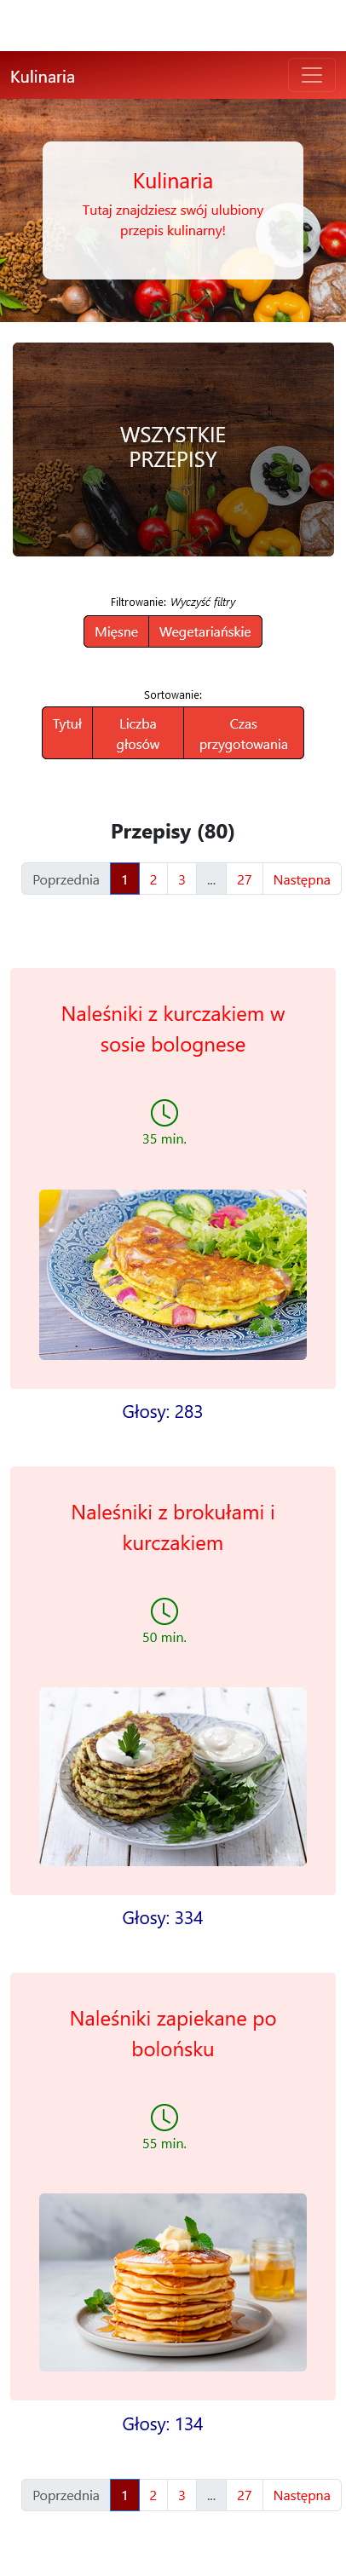 Kulinaria
Kulinaria
Tutaj znajdziesz swój ulubiony
przepis kulinarny!
WSZYSTKIE
PRZEPISY
Filtrowanie: Wyczyść filtry
Mięsne Wegetariańskie
Sortowanie:
Tytuł Liczba głosów Czas przygotowania
Przepisy (80)
Poprzednia 1 2 3 ... 27 Następna
Naleśniki z kurczakiem w
sosie bolognese
35 min.
Głosy: 283
Naleśniki z brokułami i
kurczakiem
50 min.
Głosy: 334
Naleśniki zapiekane po
bolońsku
55 min.
Głosy: 134
Poprzednia 1 2 3 ... 27 Następna